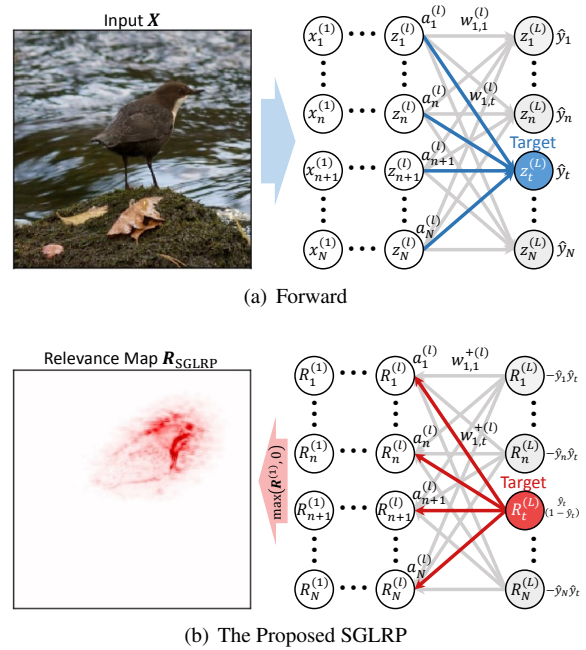 Input X
x_1^(1) ••• z_1^(l) a_1^(l) w_{1,1}^(l) z_1^(L) ŷ_1
x_n^(1) ••• z_n^(l) a_n^(l) w_{1,t}^(l) z_n^(L) ŷ_n
Target
x_{n+1}^(1) ••• z_{n+1}^(l) a_{n+1}^(l) z_t^(L) ŷ_t
x_N^(1) ••• z_N^(l) a_N^(l) z_N^(L) ŷ_N
(a) Forward
Relevance Map R_SGLRP
max(R^(1), 0)
R_1^(1) ••• R_1^(l) a_1^(l) w_{1,1}^{+(l)} R_1^(L) −ŷ_1ŷ_t
R_n^(1) ••• R_n^(l) a_n^(l) w_{1,t}^{+(l)} R_n^(L) −ŷ_nŷ_t
Target
R_{n+1}^(1) ••• R_{n+1}^(l) a_{n+1}^(l) R_t^(L) ŷ_t
(1 − ŷ_t)
R_N^(1) ••• R_N^(l) a_N^(l) R_N^(L) −ŷ_Nŷ_t
(b) The Proposed SGLRP